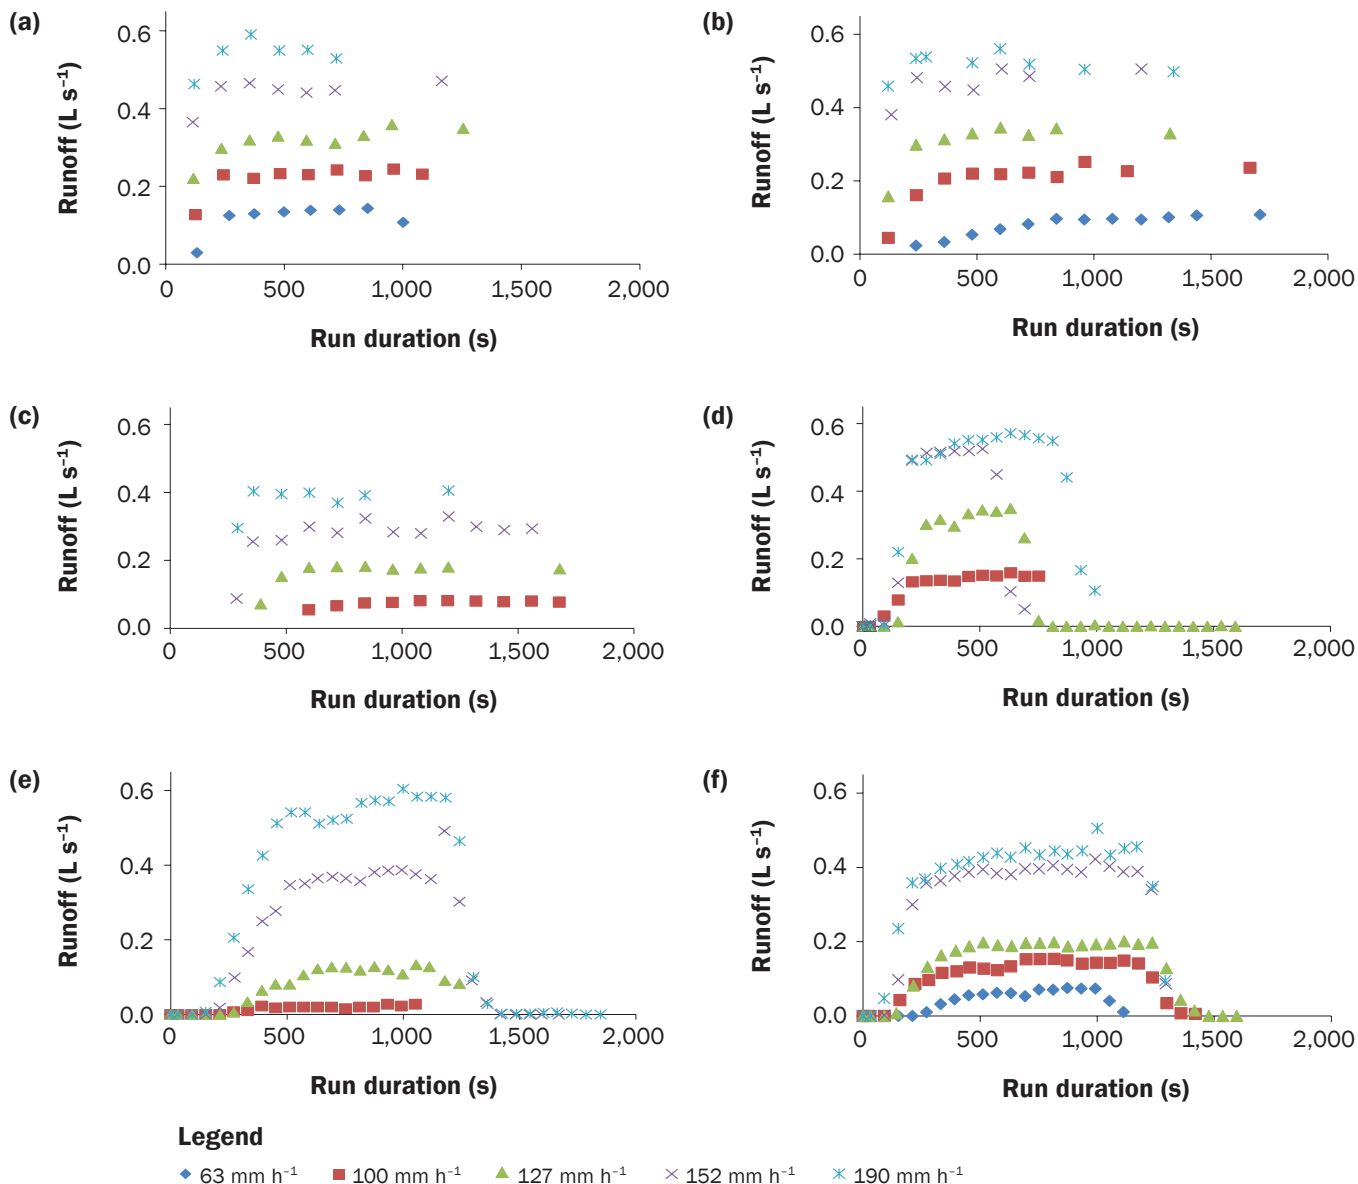 (a)
Runoff (L s⁻¹)
0.6
0.4
0.2
0.0
0 500 1,000 1,500 2,000
Run duration (s)
(b)
Runoff (L s⁻¹)
0.6
0.4
0.2
0.0
0 500 1,000 1,500 2,000
Run duration (s)
(c)
Runoff (L s⁻¹)
0.6
0.4
0.2
0.0
0 500 1,000 1,500 2,000
Run duration (s)
(d)
Runoff (L s⁻¹)
0.6
0.4
0.2
0.0
0 500 1,000 1,500 2,000
Run duration (s)
(e)
Runoff (L s⁻¹)
0.6
0.4
0.2
0.0
0 500 1,000 1,500 2,000
Run duration (s)
(f)
Runoff (L s⁻¹)
0.6
0.4
0.2
0.0
0 500 1,000 1,500 2,000
Run duration (s)
Legend
63 mm h⁻¹ 100 mm h⁻¹ 127 mm h⁻¹ 152 mm h⁻¹ 190 mm h⁻¹